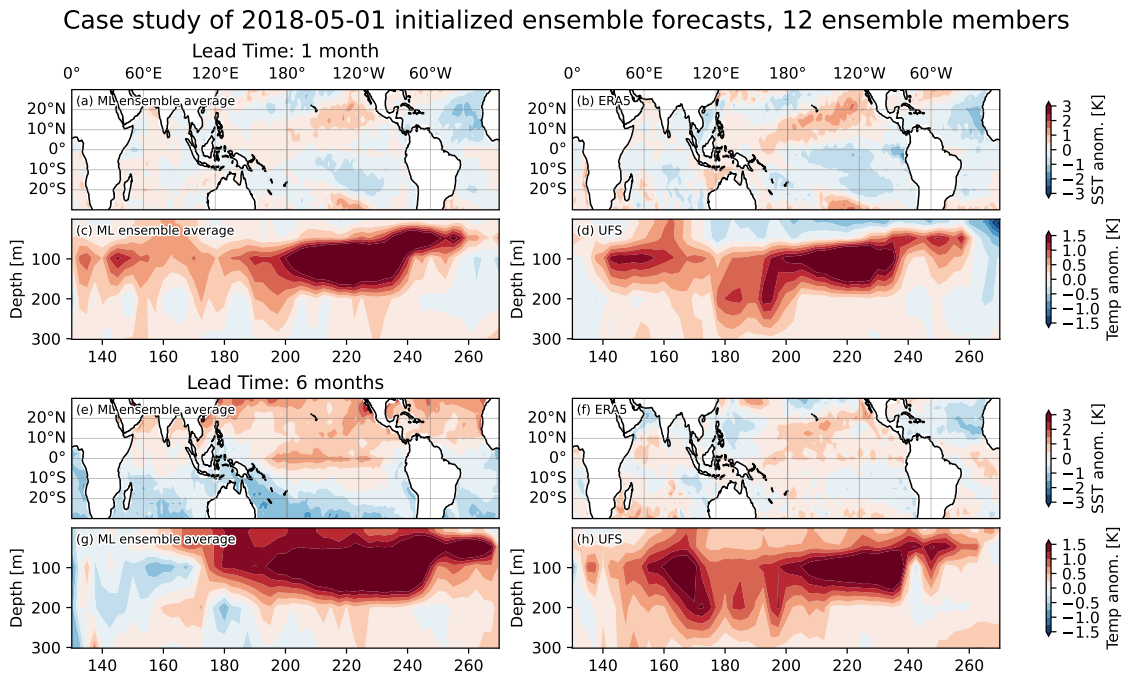 Case study of 2018-05-01 initialized ensemble forecasts, 12 ensemble members
Lead Time: 1 month
0° 60°E 120°E 180° 120°W 60°W 0° 60°E 120°E 180° 120°W 60°W
(a) ML ensemble average
(b) ERA5
20°N
10°N
0°
10°S
20°S
20°N
10°N
0°
10°S
20°S
3
2
1
0
−1
−2
−3
SST anom. [K]
(c) ML ensemble average
(d) UFS
Depth [m]
100
200
300
140 160 180 200 220 240 260
Depth [m]
100
200
300
140 160 180 200 220 240 260
1.5
1.0
0.5
0.0
−0.5
−1.0
−1.5
Temp anom. [K]
Lead Time: 6 months
(e) ML ensemble average
(f) ERA5
20°N
10°N
0°
10°S
20°S
20°N
10°N
0°
10°S
20°S
3
2
1
0
−1
−2
−3
SST anom. [K]
(g) ML ensemble average
(h) UFS
Depth [m]
100
200
300
140 160 180 200 220 240 260
Depth [m]
100
200
300
140 160 180 200 220 240 260
1.5
1.0
0.5
0.0
−0.5
−1.0
−1.5
Temp anom. [K]